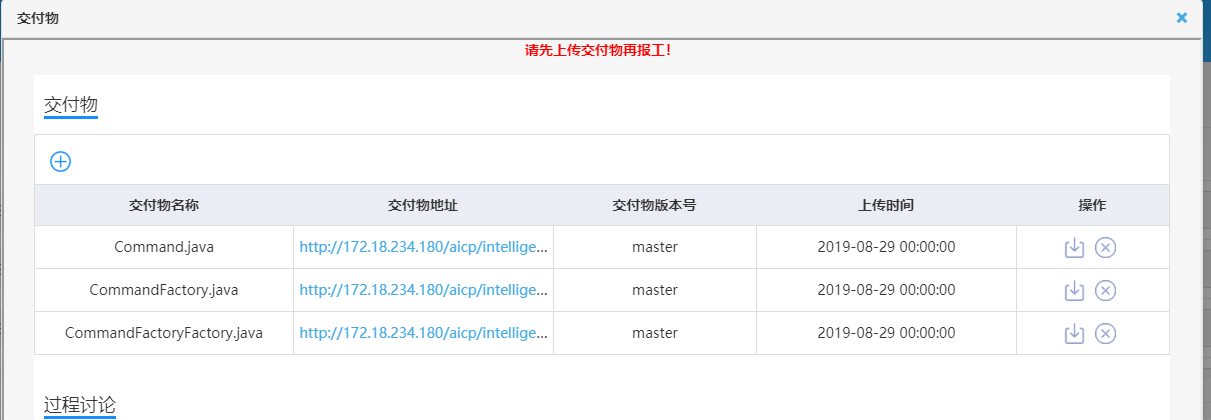 交付物
请先上传交付物再报工!
交付物
交付物名称 交付物地址 交付物版本号 上传时间 操作
Command.java http://172.18.234.180/aicp/intellige... master 2019-08-29 00:00:00
CommandFactory.java http://172.18.234.180/aicp/intellige... master 2019-08-29 00:00:00
CommandFactoryFactory.java http://172.18.234.180/aicp/intellige... master 2019-08-29 00:00:00
过程讨论